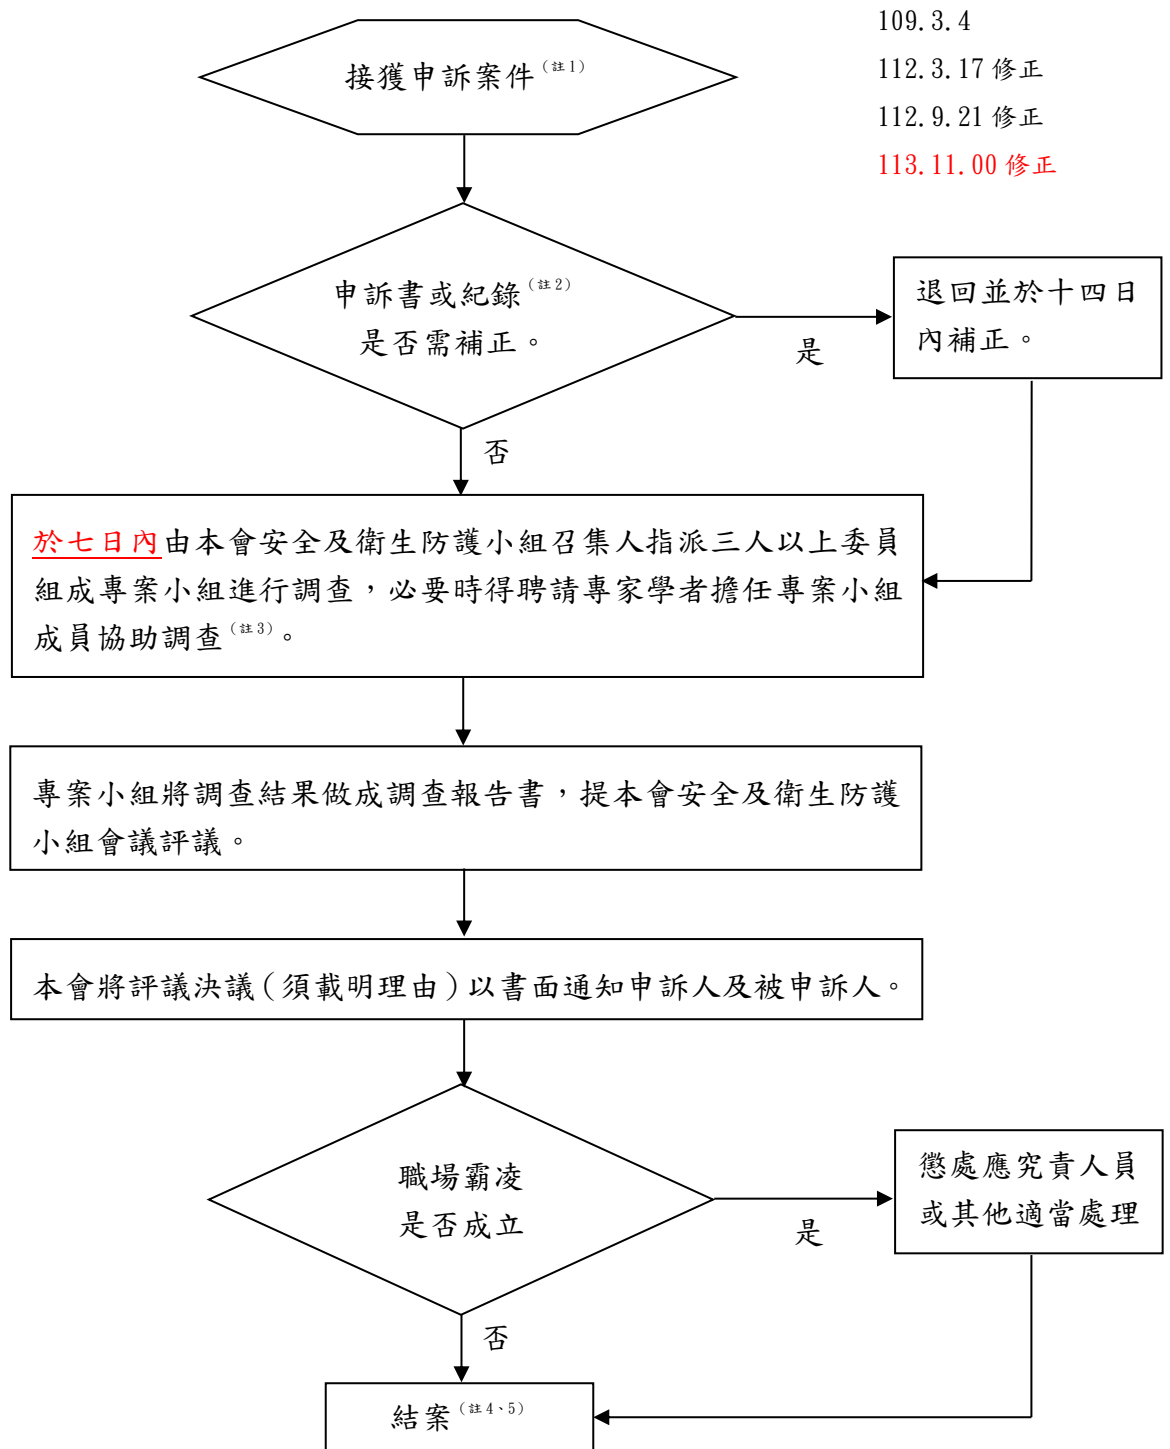 109.3.4
112.3.17 修正
112.9.21 修正
113.11.00 修正
接獲申訴案件(註1)
申訴書或紀錄(註2)
是否需補正。
是
退回並於十四日
內補正。
否
於七日內由本會安全及衛生防護小組召集人指派三人以上委員
組成專案小組進行調查，必要時得聘請專家學者擔任專案小組
成員協助調查(註3)。
專案小組將調查結果做成調查報告書，提本會安全及衛生防護
小組會議評議。
本會將評議決議(須載明理由)以書面通知申訴人及被申訴人。
職場霸凌
是否成立
是
懲處應究責人員
或其他適當處理
否
結案(註4、5)